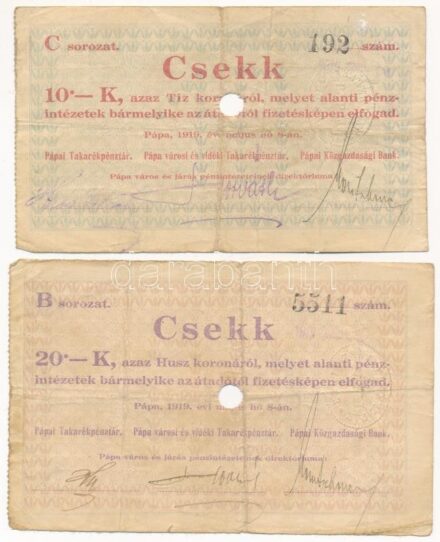 C sorozat. 192 szám.
Csekk
10·— K, azaz Tiz koronáról, melyet alanti pénz-
intézetek bármelyike az átadótól fizetésképen elfogad.
Pápa, 1919. évi május hó 8-án.
Pápai Takarékpénztár. Pápa városi és vidéki Takarékpénztár. Pápai Közgazdasági Bank.
Pápa város és járás pénzintézeteinek direktoriuma:
darabanth
B sorozat. 5511 szám.
Csekk
20·— K, azaz Husz koronáról, melyet alanti pénz-
intézetek bármelyike az átadótól fizetésképen elfogad.
Pápa, 1919. évi május hó 8-án.
Pápai Takarékpénztár. Pápa városi és vidéki Takarékpénztár. Pápai Közgazdasági Bank.
Pápa város és járás pénzintézeteinek direktoriuma: